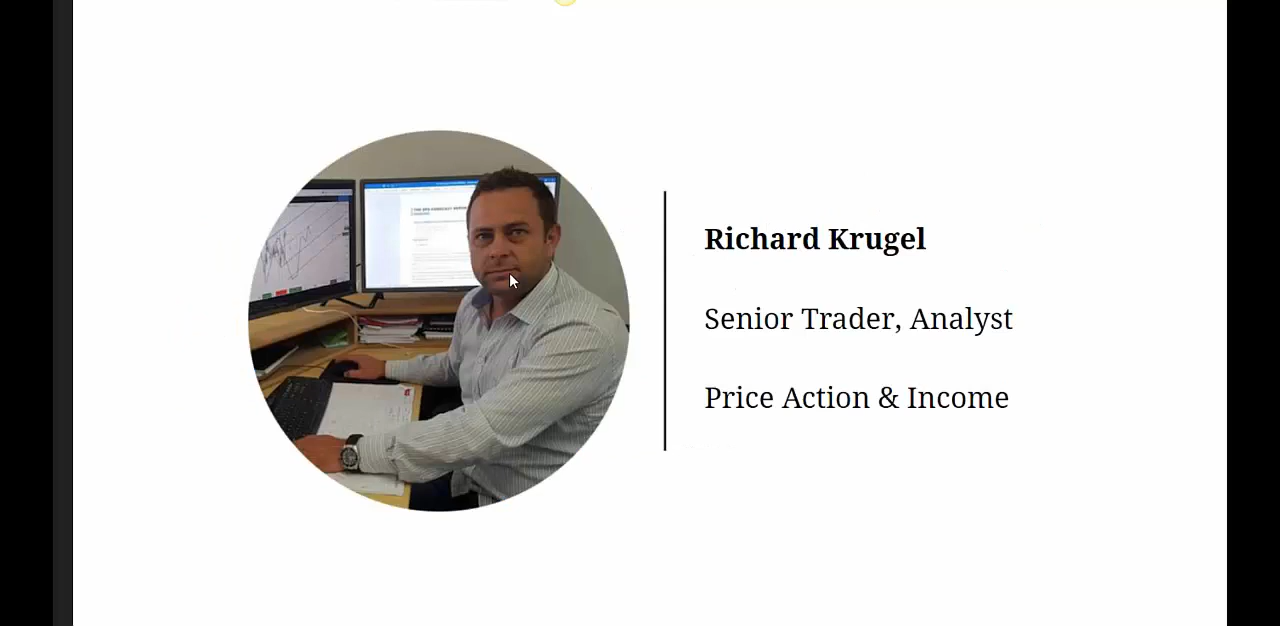 Richard Krugel
Senior Trader, Analyst
Price Action & Income